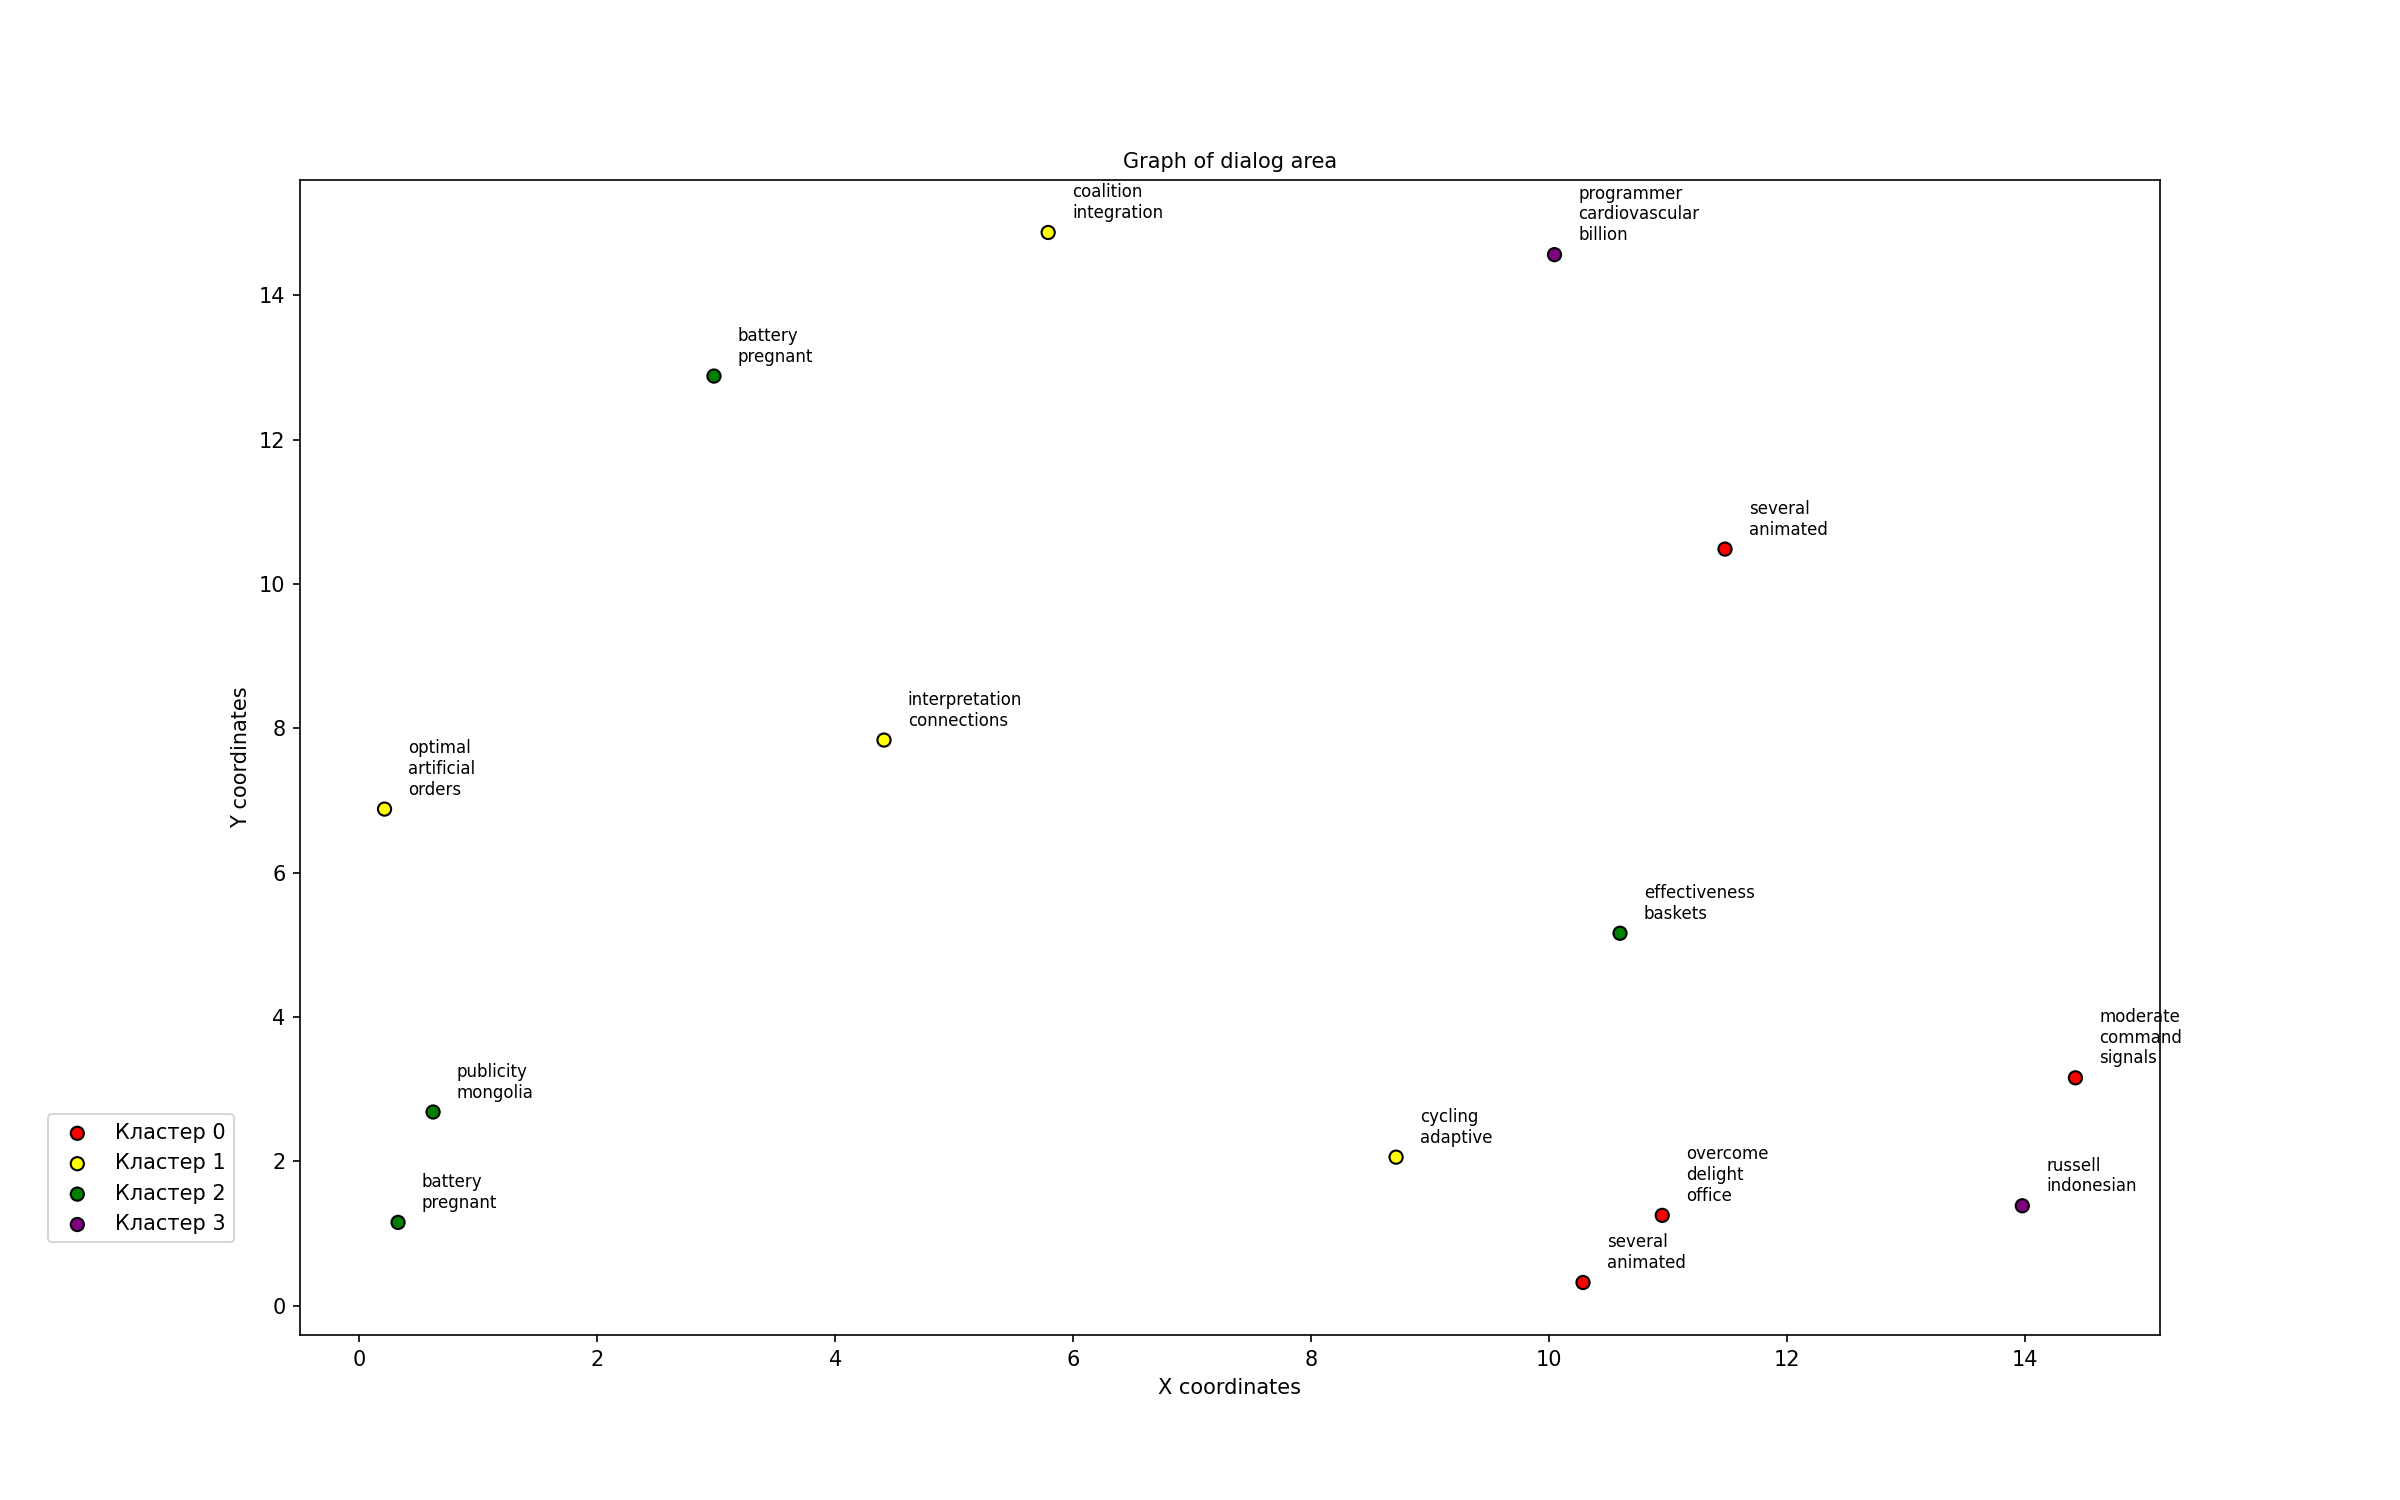 Graph of dialog area
coalition
integration
programmer
cardiovascular
billion
14
battery
pregnant
12
several
animated
10
interpretation
connections
8
optimal
artificial
orders
Y coordinates
6
effectiveness
baskets
4
moderate
command
signals
publicity
mongolia
cycling
adaptive
2
overcome
delight
office
russell
indonesian
battery
pregnant
several
animated
0
Кластер 0
Кластер 1
Кластер 2
Кластер 3
0 2 4 6 8 10 12 14
X coordinates